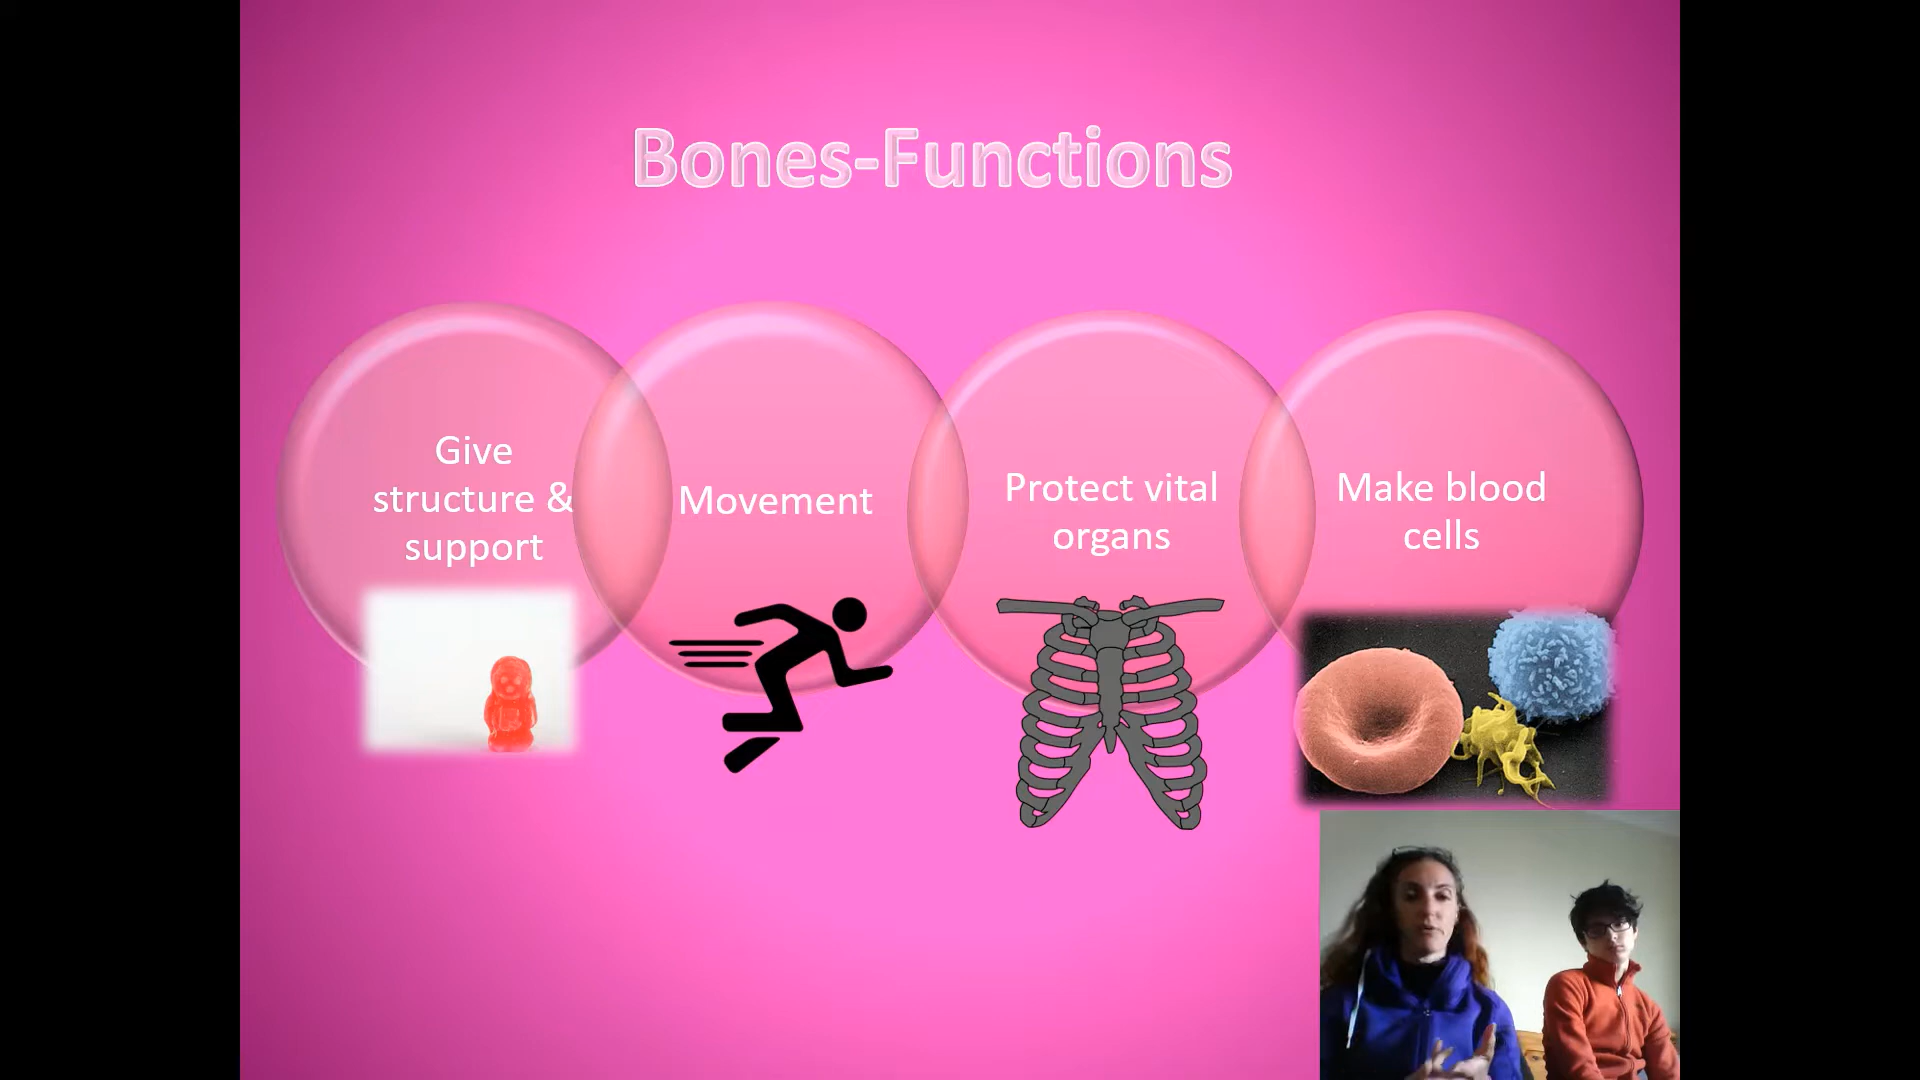 Bones-Functions
Give
structure &
support
Movement
Protect vital
organs
Make blood
cells